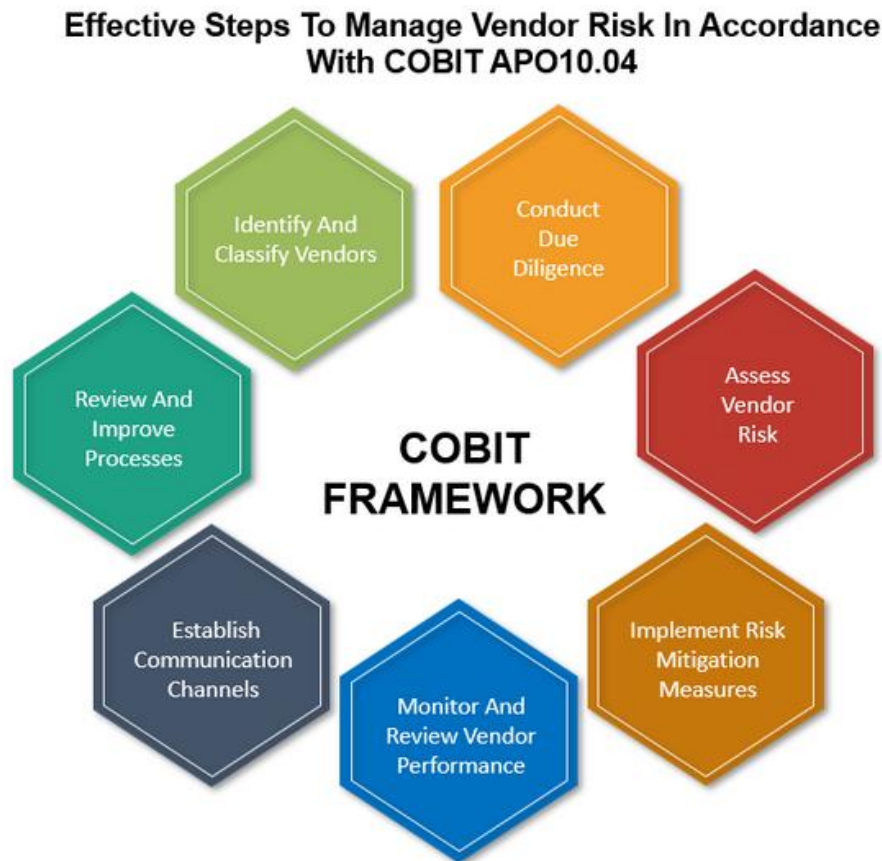 Effective Steps To Manage Vendor Risk In Accordance
With COBIT APO10.04
Identify And
Classify Vendors
Conduct
Due
Diligence
Assess
Vendor
Risk
Implement Risk
Mitigation
Measures
Monitor And
Review Vendor
Performance
Establish
Communication
Channels
Review And
Improve
Processes
COBIT
FRAMEWORK